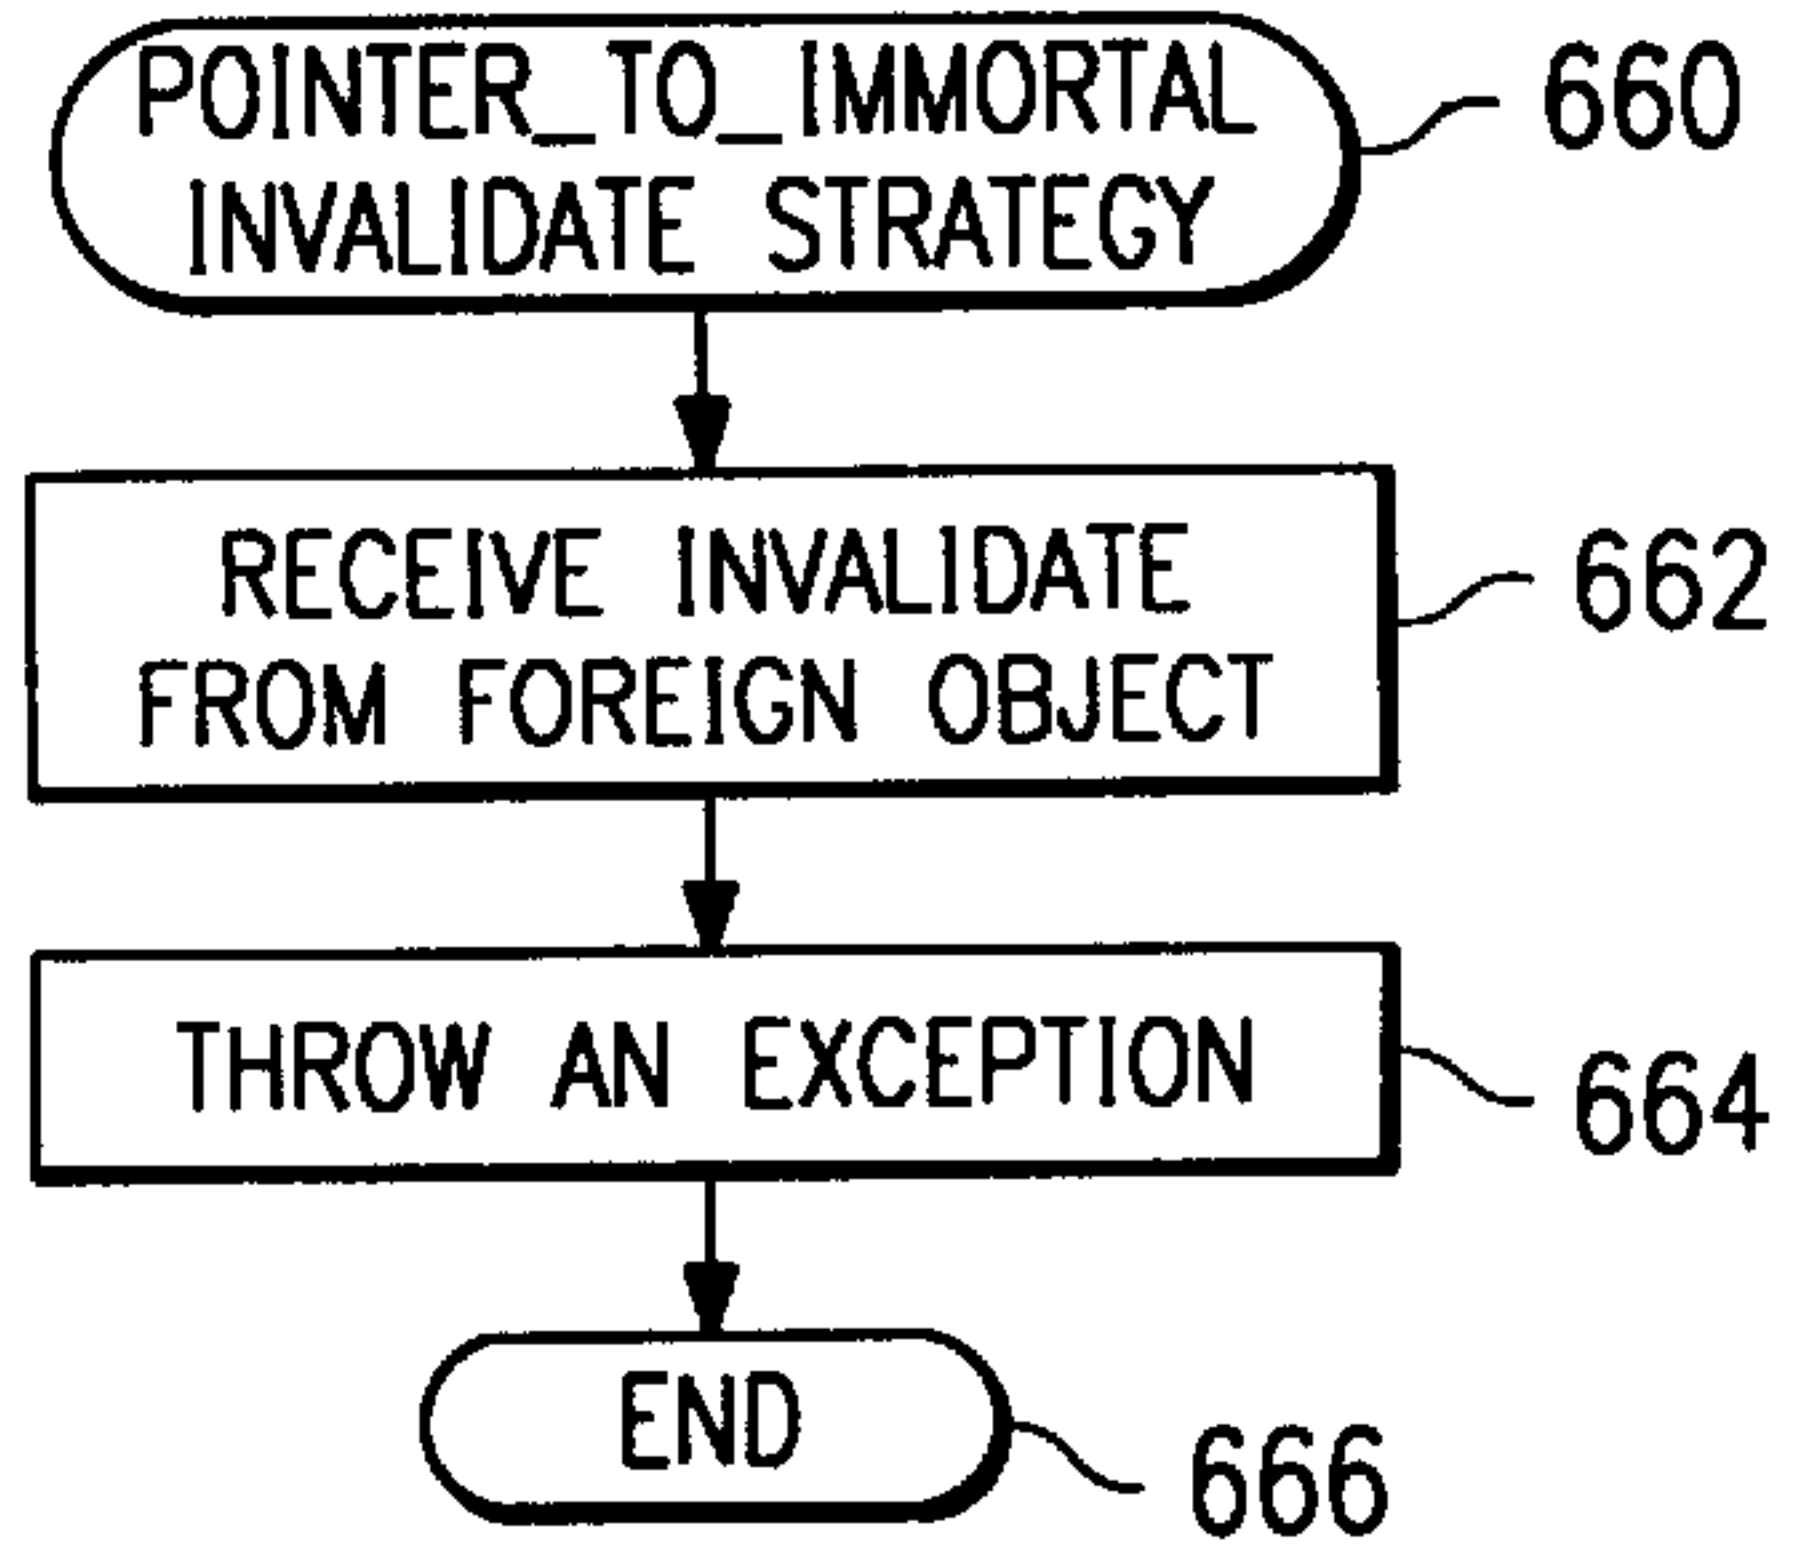 POINTER_TO_IMMORTAL
INVALIDATE STRATEGY
660
RECEIVE INVALIDATE
FROM FOREIGN OBJECT
662
THROW AN EXCEPTION
664
END
666